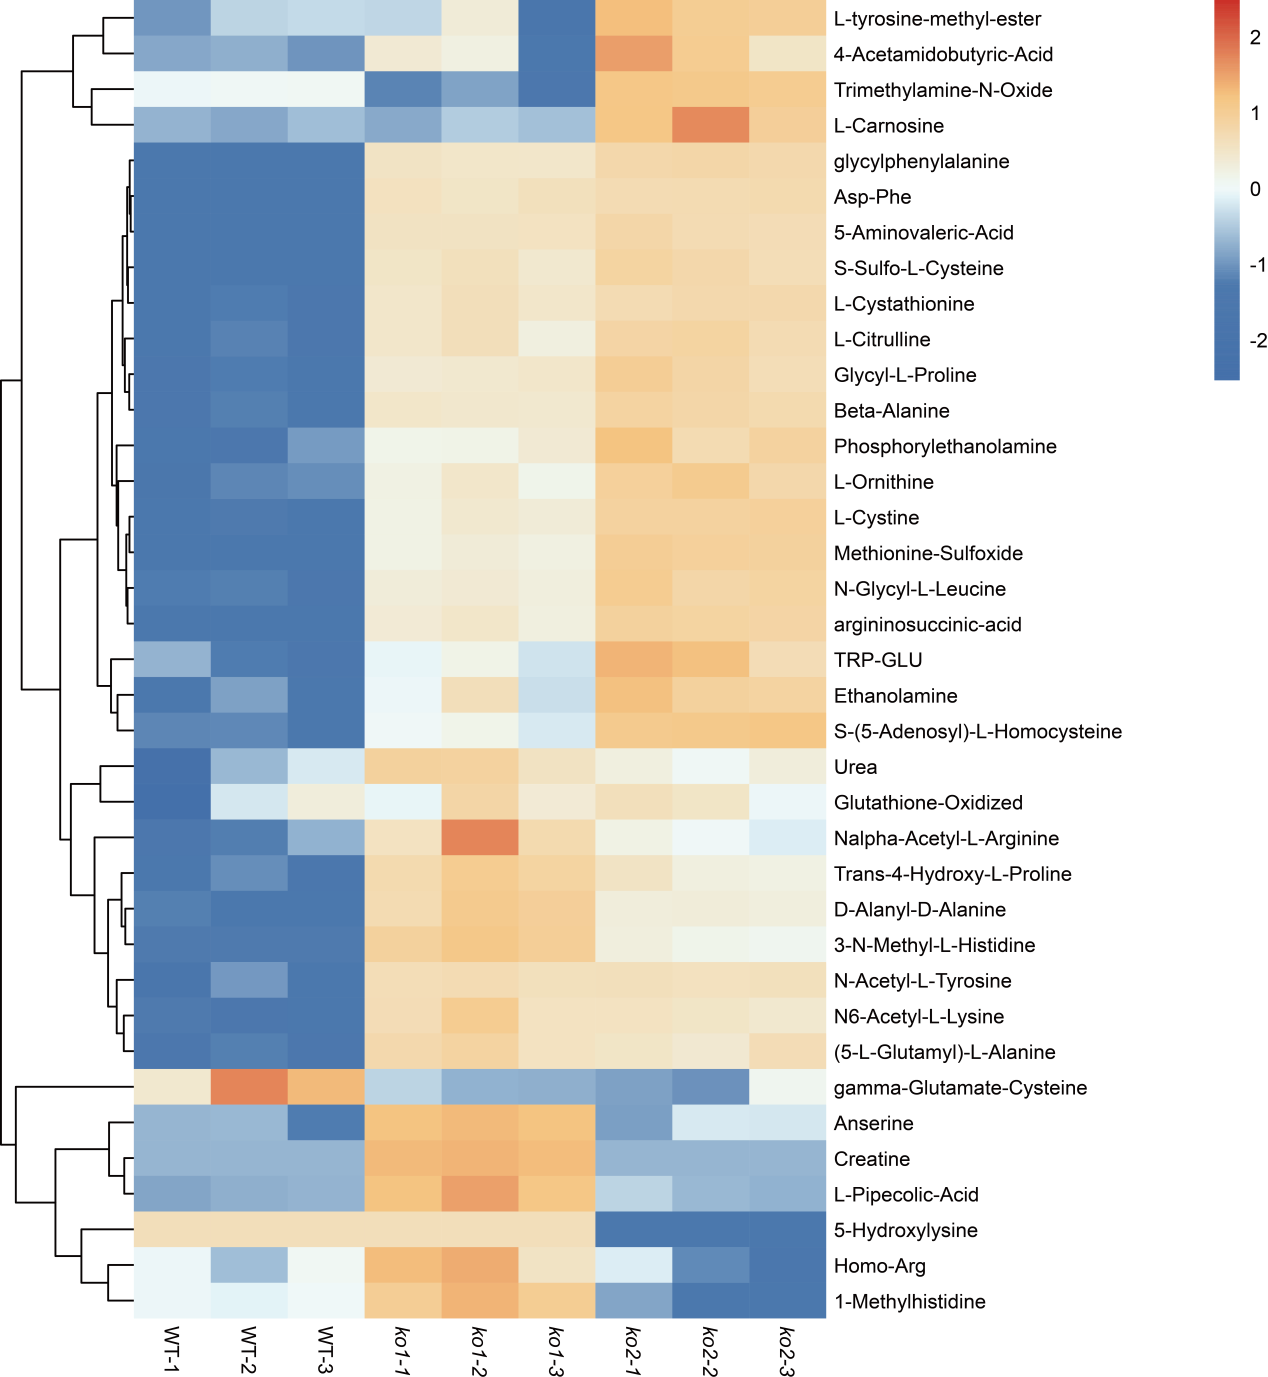 L-tyrosine-methyl-ester
4-Acetamidobutyric-Acid
Trimethylamine-N-Oxide
L-Carnosine
glycylphenylalanine
Asp-Phe
5-Aminovaleric-Acid
S-Sulfo-L-Cysteine
L-Cystathionine
L-Citrulline
Glycyl-L-Proline
Beta-Alanine
Phosphorylethanolamine
L-Ornithine
L-Cystine
Methionine-Sulfoxide
N-Glycyl-L-Leucine
argininosuccinic-acid
TRP-GLU
Ethanolamine
S-(5-Adenosyl)-L-Homocysteine
Urea
Glutathione-Oxidized
Nalpha-Acetyl-L-Arginine
Trans-4-Hydroxy-L-Proline
D-Alanyl-D-Alanine
3-N-Methyl-L-Histidine
N-Acetyl-L-Tyrosine
N6-Acetyl-L-Lysine
(5-L-Glutamyl)-L-Alanine
gamma-Glutamate-Cysteine
Anserine
Creatine
L-Pipecolic-Acid
5-Hydroxylysine
Homo-Arg
1-Methylhistidine
WT-1
WT-2
WT-3
ko1-1
ko1-2
ko1-3
ko2-1
ko2-2
ko2-3
2
1
0
-1
-2